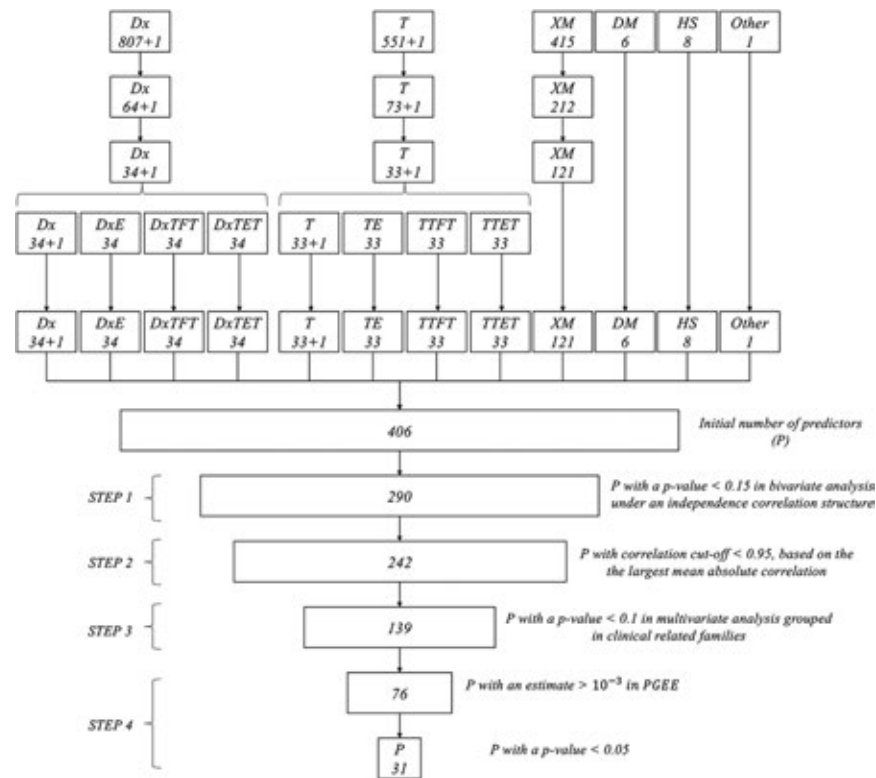 Dx
807+1
T
551+1
XM
415
DM
6
HS
8
Other
1
Dx
64+1
T
73+1
XM
212
Dx
34+1
T
33+1
XM
121
Dx
34+1
DxE
34
DxTFT
34
DxTET
34
T
33+1
TE
33
TTFT
33
TTET
33
Dx
34+1
DxE
34
DxTFT
34
DxTET
34
T
33+1
TE
33
TTFT
33
TTET
33
XM
121
DM
6
HS
8
Other
1
406
Initial number of predictors
(P)
STEP 1
290
P with a p-value < 0.15 in bivariate analysis
under an independence correlation structure
STEP 2
242
P with correlation cut-off < 0.95, based on the
the largest mean absolute correlation
STEP 3
139
P with a p-value < 0.1 in multivariate analysis grouped
in clinical related families
STEP 4
76
P with an estimate > 10⁻³ in PGEE
P
31
P with a p-value < 0.05